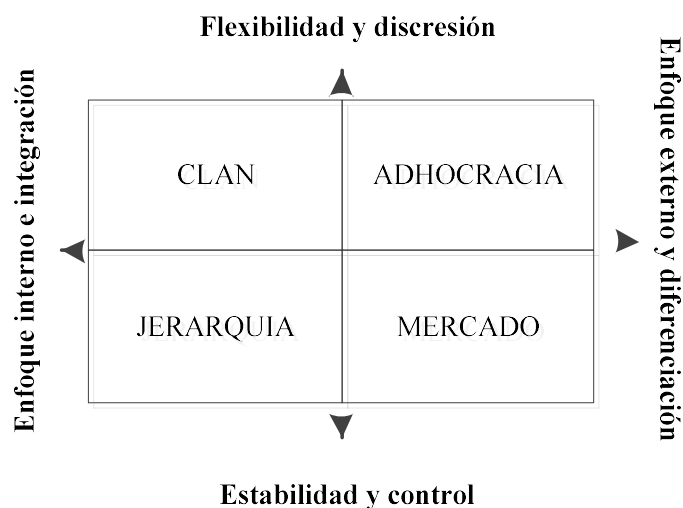 Flexibilidad y discresión
Enfoque interno e integración
CLAN
ADHOCRACIA
Enfoque externo y diferenciación
JERARQUIA
MERCADO
Estabilidad y control